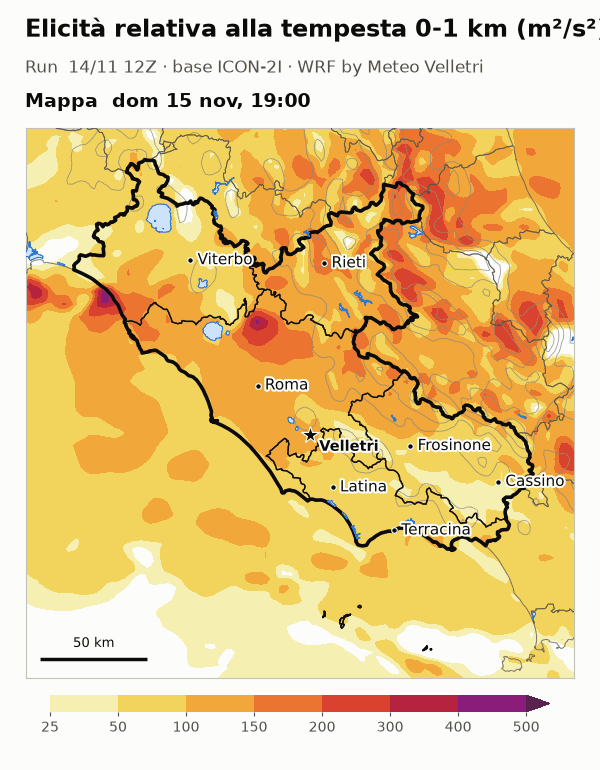 Elicità relativa alla tempesta 0-1 km (m²/s²)
Run 14/11 12Z · base ICON-2I · WRF by Meteo Velletri
Mappa dom 15 nov, 19:00
Viterbo
Rieti
Roma
Velletri
Frosinone
Cassino
Latina
Terracina
50 km
25 50 100 150 200 300 400 500